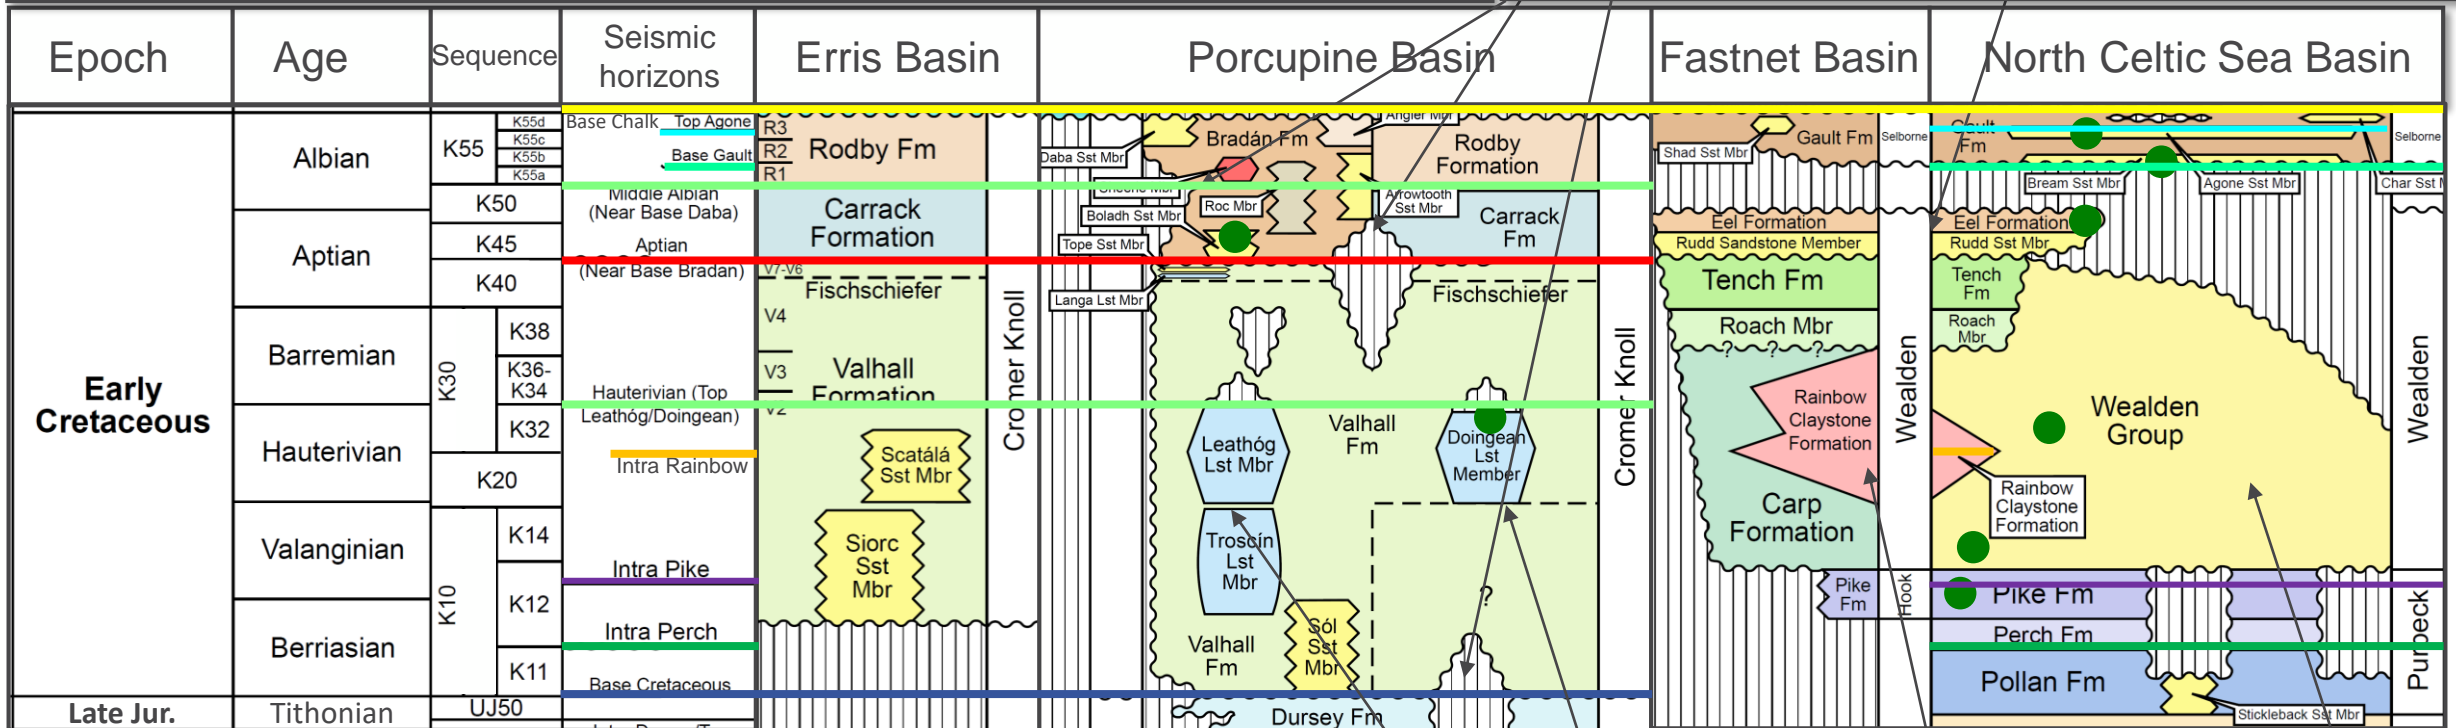 Epoch
Age
Sequence
Seismic
horizons
Erris Basin
Porcupine Basin
Fastnet Basin
North Celtic Sea Basin
Early
Cretaceous
Late Jur.
Albian
Aptian
Barremian
Hauterivian
Valanginian
Berriasian
Tithonian
K55
K55d
K55c
K55b
K55a
K50
K45
K40
K30
K38
K36-
K34
K32
K20
K10
K14
K12
K11
UJ50
Base Chalk
Top Agone
Base Gault
Middle Albian
(Near Base Daba)
Aptian
(Near Base Bradan)
Hauterivian (Top
Leathóg/Doingean)
Intra Rainbow
Intra Pike
Intra Perch
Base Cretaceous
R3
R2
R1
Rodby Fm
Carrack
Formation
V7-V6
Fischschiefer
V4
V3
V2
Valhall
Formation
Scatálá
Sst Mbr
Siorc
Sst
Mbr
Cromer Knoll
Daba Sst Mbr
Bradán Fm
Angler Mbr
Rodby
Formation
Sheene Mbr
Roc Mbr
Arrowtooth
Sst Mbr
Boladh Sst Mbr
Carrack
Fm
Tope Sst Mbr
Langa Lst Mbr
Fischschiefer
Leathóg
Lst Mbr
Valhall
Fm
Doingean
Lst
Member
Troscín
Lst
Mbr
Sól
Sst
Mbr
Valhall
Fm
?
Dursey Fm
Cromer Knoll
Shad Sst Mbr
Gault Fm
Selborne
Eel Formation
Rudd Sandstone Member
Tench Fm
Roach Mbr
? ? ?
Rainbow
Claystone
Formation
Carp
Formation
Pike
Fm
Wealden
Hook
Gault
Fm
Bream Sst Mbr
Agone Sst Mbr
Char Sst
Selborne
Eel Formation
Rudd Sst Mbr
Tench
Fm
Roach
Mbr
Wealden
Group
Rainbow
Claystone
Formation
Pike Fm
Perch Fm
Pollan Fm
Stickleback Sst Mbr
Wealden
Purbeck